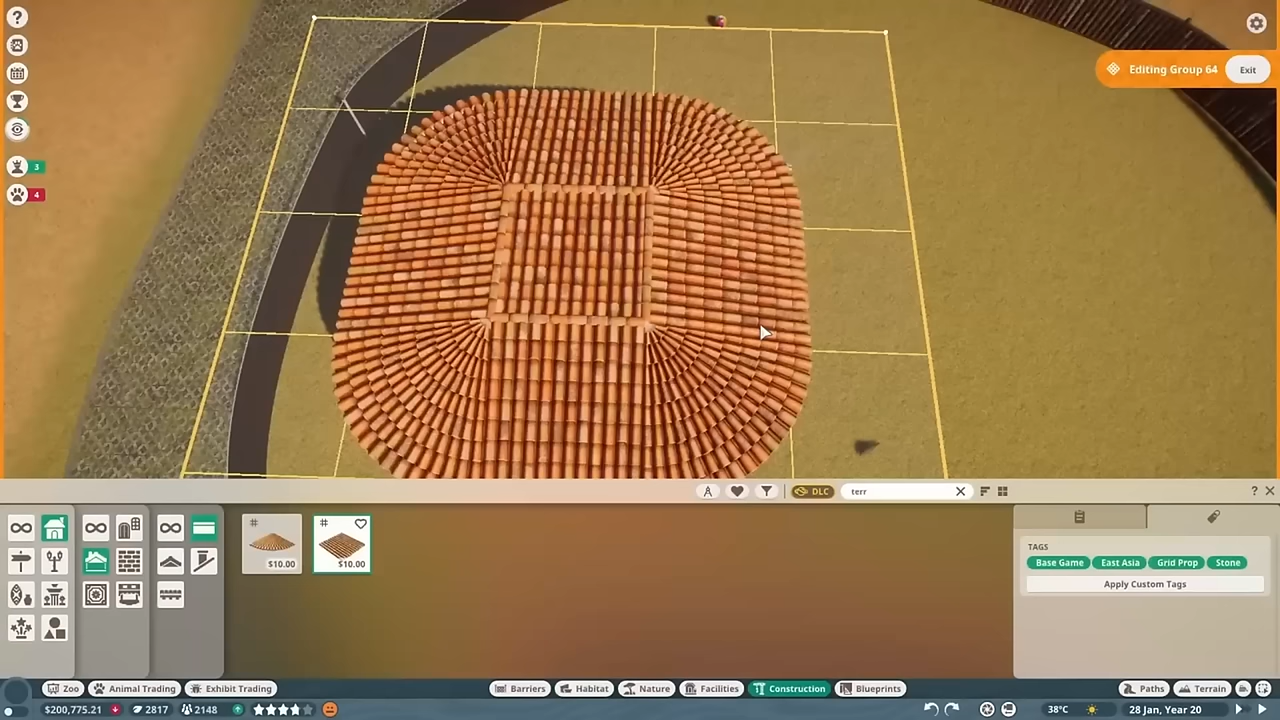 ?
Editing Group 64
Exit
3
4
DLC
terr
?
$10.00
$10.00
TAGS
Base Game
East Asia
Grid Prop
Stone
Apply Custom Tags
Zoo
Animal Trading
Exhibit Trading
Barriers
Habitat
Nature
Facilities
Construction
Blueprints
Paths
Terrain
$200,775.21
2817
2148
38°C
28 Jan, Year 20